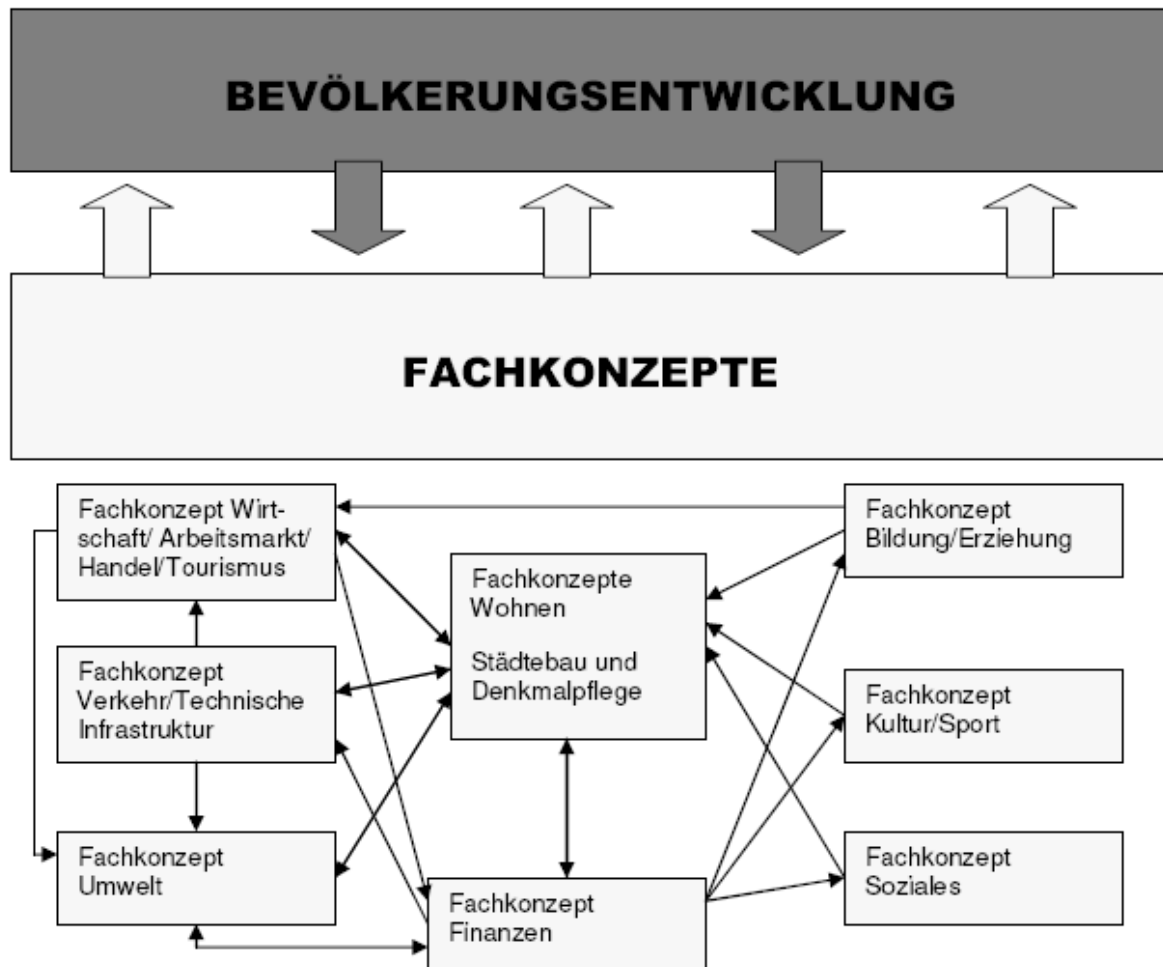 BEVÖLKERUNGSENTWICKLUNG
FACHKONZEPTE
Fachkonzept Wirt-
schaft/ Arbeitsmarkt/
Handel/Tourismus
Fachkonzept
Bildung/Erziehung
Fachkonzepte
Wohnen
Städtebau und
Denkmalpflege
Fachkonzept
Verkehr/Technische
Infrastruktur
Fachkonzept
Kultur/Sport
Fachkonzept
Umwelt
Fachkonzept
Soziales
Fachkonzept
Finanzen